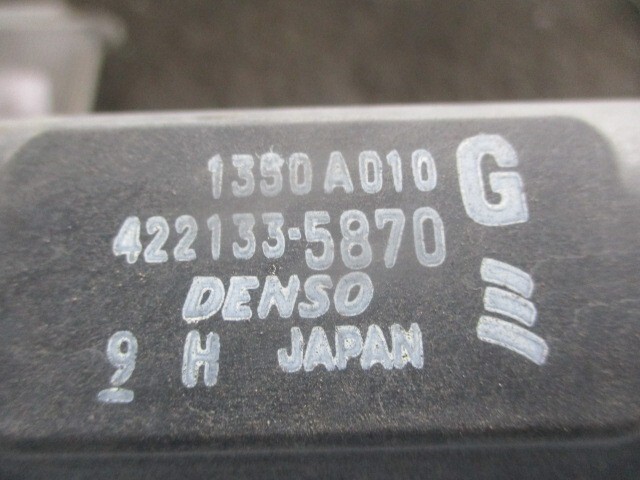 1350A010 G
422133-5870
DENSO
9 H JAPAN